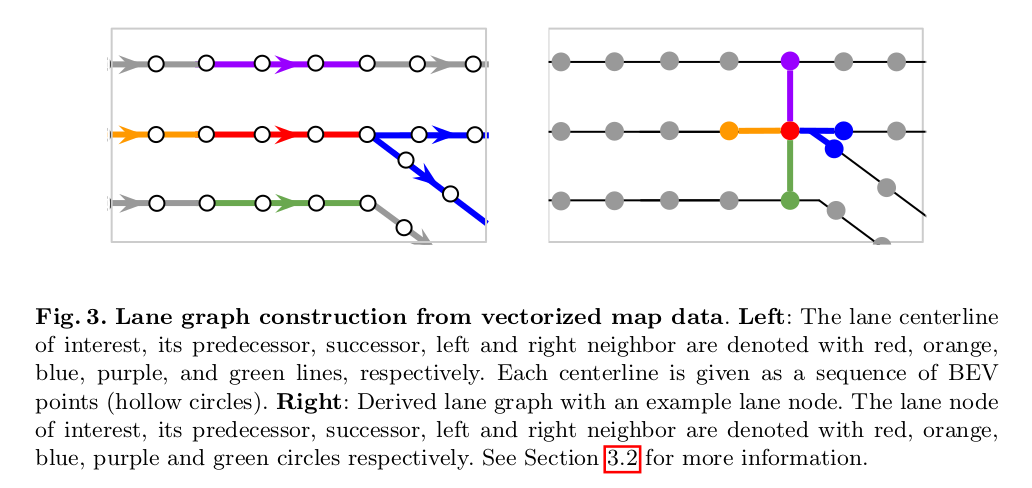 Fig. 3. Lane graph construction from vectorized map data. Left: The lane centerline
of interest, its predecessor, successor, left and right neighbor are denoted with red, orange,
blue, purple, and green lines, respectively. Each centerline is given as a sequence of BEV
points (hollow circles). Right: Derived lane graph with an example lane node. The lane node
of interest, its predecessor, successor, left and right neighbor are denoted with red, orange,
blue, purple and green circles respectively. See Section 3.2 for more information.